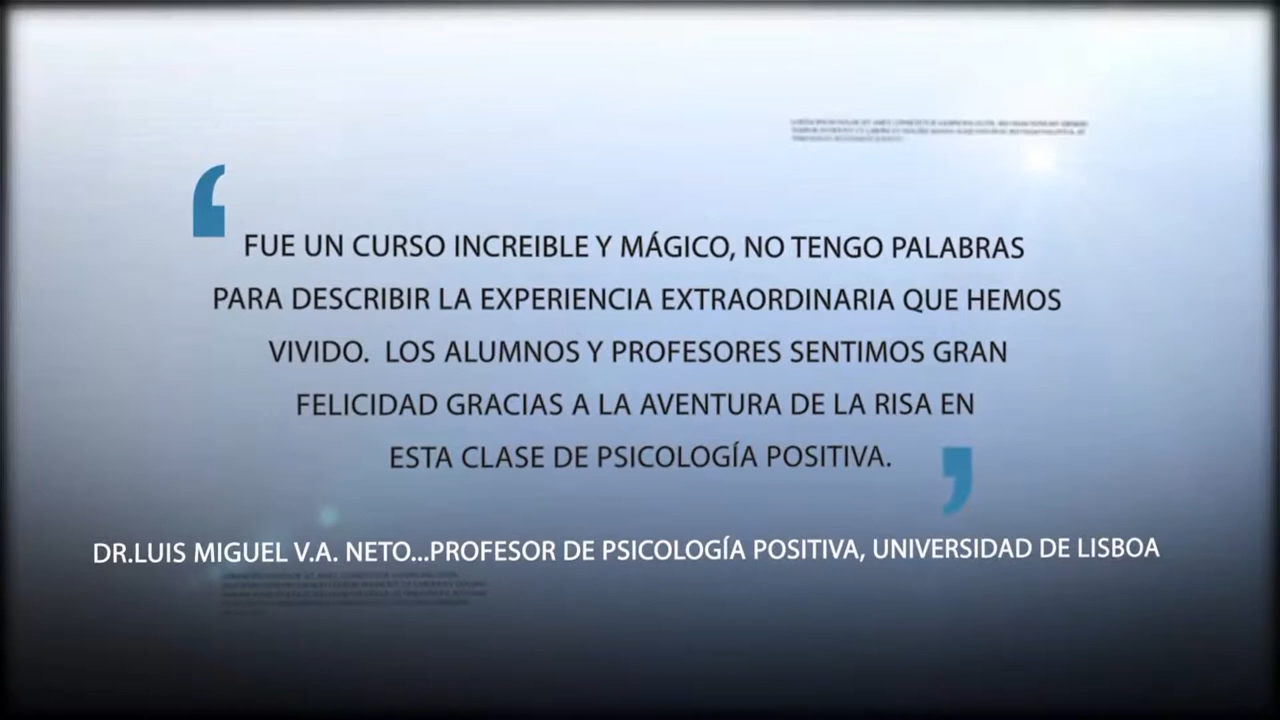 FUE UN CURSO INCREIBLE Y MÁGICO, NO TENGO PALABRAS
PARA DESCRIBIR LA EXPERIENCIA EXTRAORDINARIA QUE HEMOS
VIVIDO. LOS ALUMNOS Y PROFESORES SENTIMOS GRAN
FELICIDAD GRACIAS A LA AVENTURA DE LA RISA EN
ESTA CLASE DE PSICOLOGÍA POSITIVA.
DR.LUIS MIGUEL V.A. NETO...PROFESOR DE PSICOLOGÍA POSITIVA, UNIVERSIDAD DE LISBOA